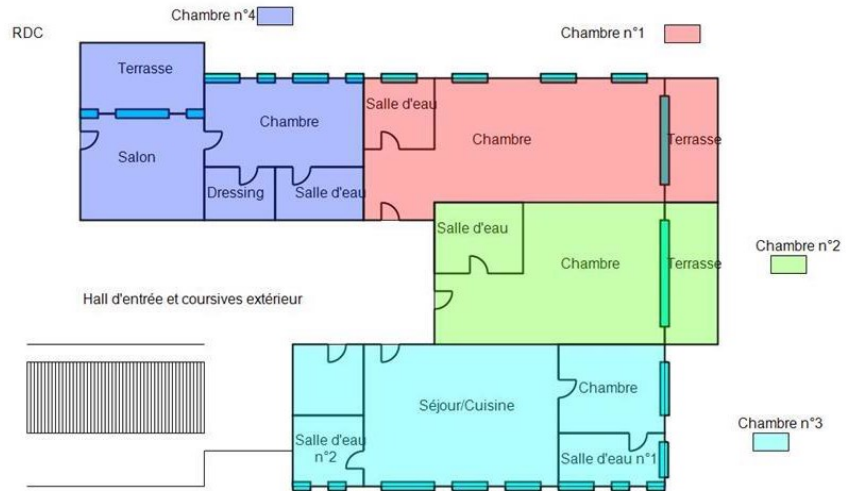 Chambre n°4
RDC
Chambre n°1
Terrasse
Salle d'eau
Chambre
Chambre
Terrasse
Salon
Dressing
Salle d'eau
Salle d'eau
Chambre
Terrasse
Chambre n°2
Hall d'entrée et coursives extérieur
Chambre
Séjour/Cuisine
Chambre n°3
Salle d'eau
n°2
Salle d'eau n°1